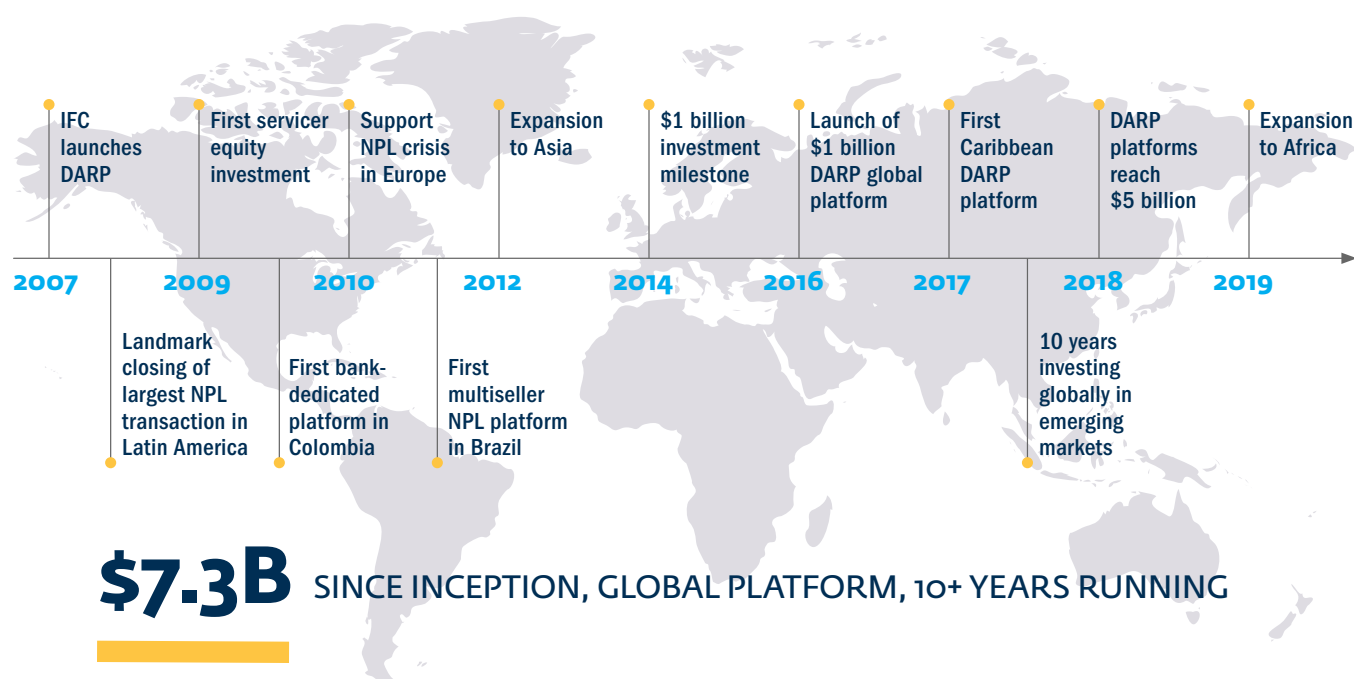 IFC
launches
DARP
First servicer
equity
investment
Support
NPL crisis
in Europe
Expansion
to Asia
$1 billion
investment
milestone
Launch of
$1 billion
DARP global
platform
First
Caribbean
DARP
platform
DARP
platforms
reach
$5 billion
Expansion
to Africa
2007
2009
2010
2012
2014
2016
2017
2018
2019
Landmark
closing of
largest NPL
transaction in
Latin America
First bank-
dedicated
platform in
Colombia
First
multiseller
NPL platform
in Brazil
10 years
investing
globally in
emerging
markets
$7.3B SINCE INCEPTION, GLOBAL PLATFORM, 10+ YEARS RUNNING